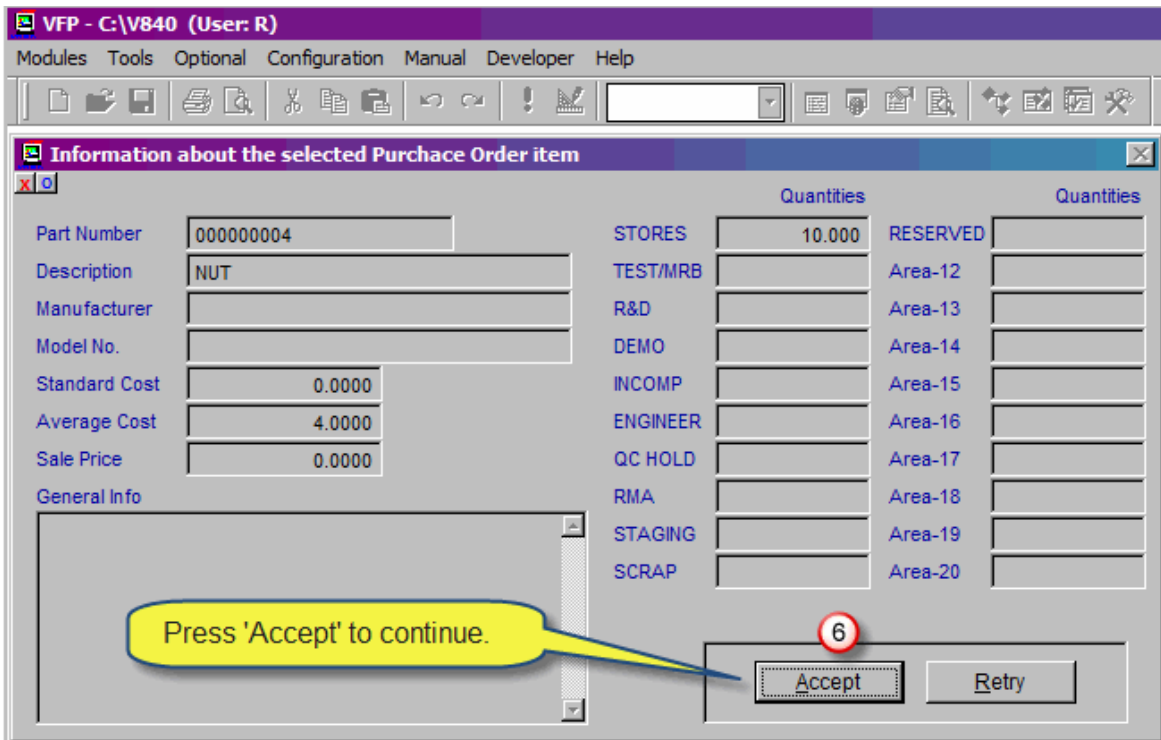 VFP - C:\V840 (User: R)
Modules Tools Optional Configuration Manual Developer Help
Information about the selected Purchace Order item
X O
Quantities Quantities
Part Number 000000004 STORES 10.000 RESERVED
Description NUT TEST/MRB Area-12
Manufacturer R&D Area-13
Model No. DEMO Area-14
Standard Cost 0.0000 INCOMP Area-15
Average Cost 4.0000 ENGINEER Area-16
Sale Price 0.0000 QC HOLD Area-17
General Info RMA Area-18
STAGING Area-19
SCRAP Area-20
Press 'Accept' to continue.
6
Accept Retry